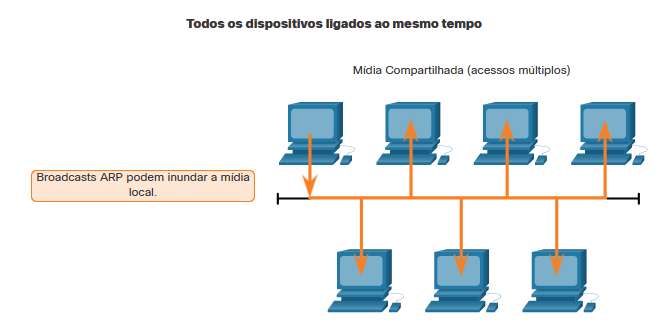 Todos os dispositivos ligados ao mesmo tempo
Mídia Compartilhada (acessos múltiplos)
Broadcasts ARP podem inundar a mídia
local.